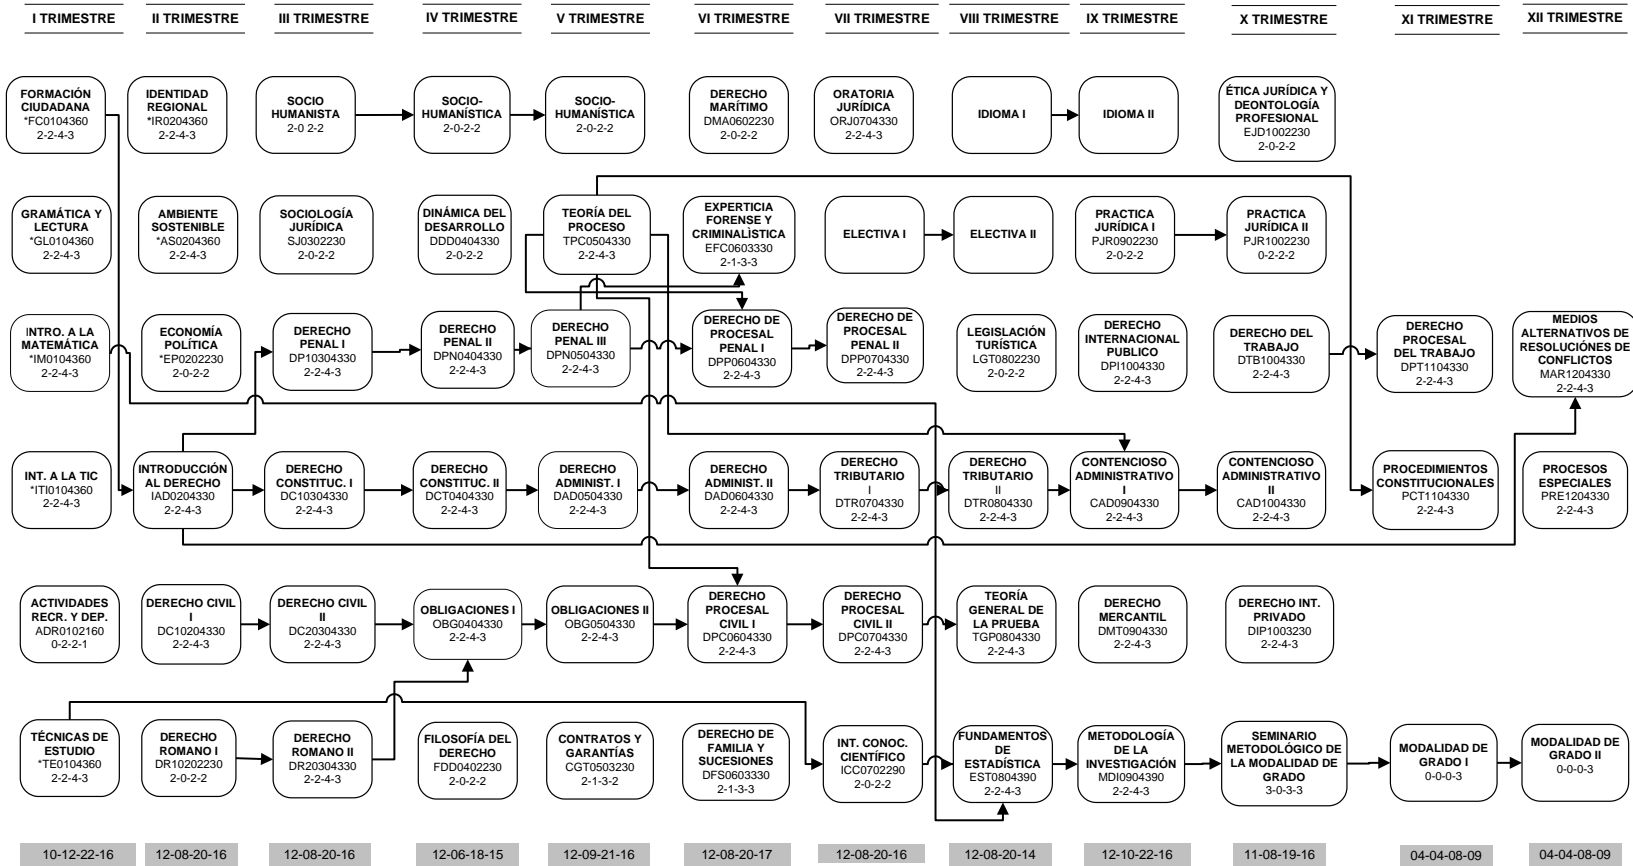 I TRIMESTRE
II TRIMESTRE
III TRIMESTRE
IV TRIMESTRE
V TRIMESTRE
VI TRIMESTRE
VII TRIMESTRE
VIII TRIMESTRE
IX TRIMESTRE
X TRIMESTRE
XI TRIMESTRE
XII TRIMESTRE
FORMACIÓN
CIUDADANA
*FC0104360
2-2-4-3
IDENTIDAD
REGIONAL
*IR0204360
2-2-4-3
SOCIO
HUMANISTA
2-0 2-2
SOCIO-
HUMANÍSTICA
2-0-2-2
SOCIO-
HUMANÍSTICA
2-0-2-2
DERECHO
MARÍTIMO
DMA0602230
2-0-2-2
ORATORIA
JURÍDICA
ORJ0704330
2-2-4-3
IDIOMA I
IDIOMA II
ÉTICA JURÍDICA Y
DEONTOLOGÍA
PROFESIONAL
EJD1002230
2-0-2-2
GRAMÁTICA Y
LECTURA
*GL0104360
2-2-4-3
AMBIENTE
SOSTENIBLE
*AS0204360
2-2-4-3
SOCIOLOGÍA
JURÍDICA
SJ0302230
2-0-2-2
DINÁMICA DEL
DESARROLLO
DDD0404330
2-0-2-2
TEORÍA DEL
PROCESO
TPC0504330
2-2-4-3
EXPERTICIA
FORENSE Y
CRIMINALÌSTICA
EFC0603330
2-1-3-3
ELECTIVA I
ELECTIVA II
PRACTICA
JURÍDICA I
PJR0902230
2-0-2-2
PRACTICA
JURÍDICA II
PJR1002230
0-2-2-2
INTRO. A LA
MATEMÁTICA
*IM0104360
2-2-4-3
ECONOMÍA
POLÍTICA
*EP0202230
2-0-2-2
DERECHO
PENAL I
DP10304330
2-2-4-3
DERECHO
PENAL II
DPN0404330
2-2-4-3
DERECHO
PENAL III
DPN0504330
2-2-4-3
DERECHO DE
PROCESAL
PENAL I
DPP0604330
2-2-4-3
DERECHO DE
PROCESAL
PENAL II
DPP0704330
2-2-4-3
LEGISLACIÓN
TURÍSTICA
LGT0802230
2-0-2-2
DERECHO
INTERNACIONAL
PUBLICO
DPI1004330
2-2-4-3
DERECHO DEL
TRABAJO
DTB1004330
2-2-4-3
DERECHO
PROCESAL
DEL TRABAJO
DPT1104330
2-2-4-3
MEDIOS
ALTERNATIVOS DE
RESOLUCIÓNES DE
CONFLICTOS
MAR1204330
2-2-4-3
INT. A LA TIC
*ITI0104360
2-2-4-3
INTRODUCCIÓN
AL DERECHO
IAD0204330
2-2-4-3
DERECHO
CONSTITUC. I
DC10304330
2-2-4-3
DERECHO
CONSTITUC. II
DCT0404330
2-2-4-3
DERECHO
ADMINIST. I
DAD0504330
2-2-4-3
DERECHO
ADMINIST. II
DAD0604330
2-2-4-3
DERECHO
TRIBUTARIO
I
DTR0704330
2-2-4-3
DERECHO
TRIBUTARIO
II
DTR0804330
2-2-4-3
CONTENCIOSO
ADMINISTRATIVO
I
CAD0904330
2-2-4-3
CONTENCIOSO
ADMINISTRATIVO
II
CAD1004330
2-2-4-3
PROCEDIMIENTOS
CONSTITUCIONALES
PCT1104330
2-2-4-3
PROCESOS
ESPECIALES
PRE1204330
2-2-4-3
ACTIVIDADES
RECR. Y DEP.
ADR0102160
0-2-2-1
DERECHO CIVIL
I
DC10204330
2-2-4-3
DERECHO CIVIL
II
DC20304330
2-2-4-3
OBLIGACIONES I
OBG0404330
2-2-4-3
OBLIGACIONES II
OBG0504330
2-2-4-3
DERECHO
PROCESAL
CIVIL I
DPC0604330
2-2-4-3
DERECHO
PROCESAL
CIVIL II
DPC0704330
2-2-4-3
TEORÍA
GENERAL DE
LA PRUEBA
TGP0804330
2-2-4-3
DERECHO
MERCANTIL
DMT0904330
2-2-4-3
DERECHO INT.
PRIVADO
DIP1003230
2-2-4-3
TÉCNICAS DE
ESTUDIO
*TE0104360
2-2-4-3
DERECHO
ROMANO I
DR10202230
2-0-2-2
DERECHO
ROMANO II
DR20304330
2-2-4-3
FILOSOFÍA DEL
DERECHO
FDD0402230
2-0-2-2
CONTRATOS Y
GARANTÍAS
CGT0503230
2-1-3-2
DERECHO DE
FAMILIA Y
SUCESIONES
DFS0603330
2-1-3-3
INT. CONOC.
CIENTÍFICO
ICC0702290
2-0-2-2
FUNDAMENTOS
DE
ESTADÍSTICA
EST0804390
2-2-4-3
METODOLOGÍA
DE LA
INVESTIGACIÓN
MDI0904390
2-2-4-3
SEMINARIO
METODOLÓGICO DE
LA MODALIDAD DE
GRADO
3-0-3-3
MODALIDAD DE
GRADO I
0-0-0-3
MODALIDAD DE
GRADO II
0-0-0-3
10-12-22-16
12-08-20-16
12-08-20-16
12-06-18-15
12-09-21-16
12-08-20-17
12-08-20-16
12-08-20-14
12-10-22-16
11-08-19-16
04-04-08-09
04-04-08-09